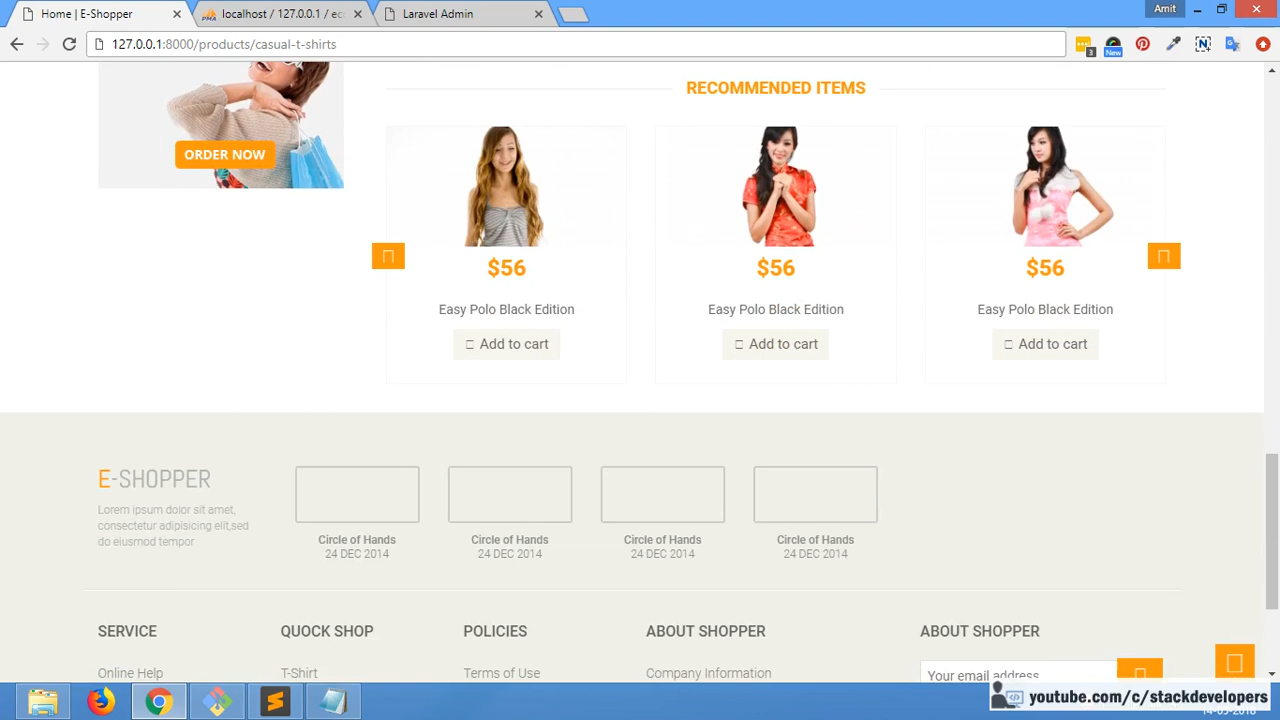 Home | E-Shopper
localhost / 127.0.0.1 / ec
Laravel Admin
Amit
127.0.0.1:8000/products/casual-t-shirts
3
New
N
ORDER NOW
RECOMMENDED ITEMS
$56
$56
$56
Easy Polo Black Edition
Easy Polo Black Edition
Easy Polo Black Edition
Add to cart
Add to cart
Add to cart
E-SHOPPER
Lorem ipsum dolor sit amet,
consectetur adipisicing elit,sed
do eiusmod tempor
Circle of Hands
24 DEC 2014
Circle of Hands
24 DEC 2014
Circle of Hands
24 DEC 2014
Circle of Hands
24 DEC 2014
SERVICE
QUOCK SHOP
POLICIES
ABOUT SHOPPER
ABOUT SHOPPER
Online Help
T-Shirt
Terms of Use
Company Information
Your email address
youtube.com/c/stackdevelopers